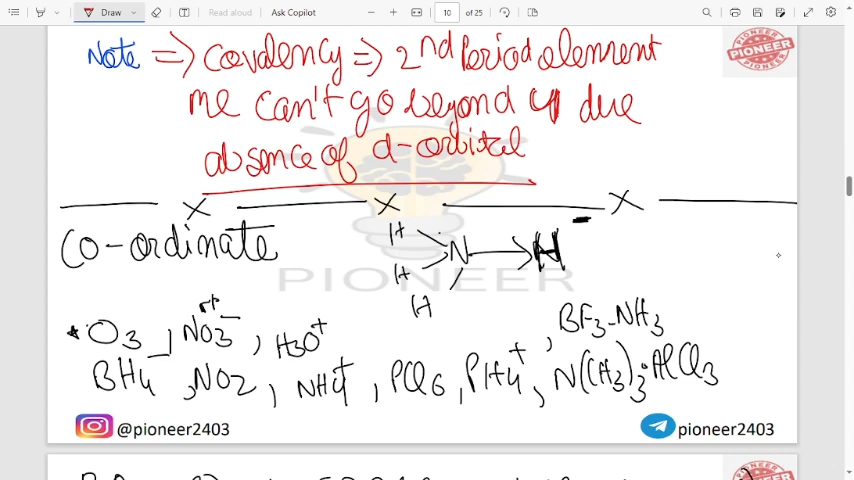 Draw
Read aloud
Ask Copilot
10 of 25
Note => Covalency => 2nd Period element
me can't go beyond 4 due
absence of d-orbital
PIONEER
PIONEER
Co-ordinate
H
H N → H
H
PIONEER
O3, NO3-, H3O+, BF3-NH3
BH4-, NO2, NH4+, PCl6, PH4+, N(CH3)3·AlCl3
@pioneer2403
pioneer2403